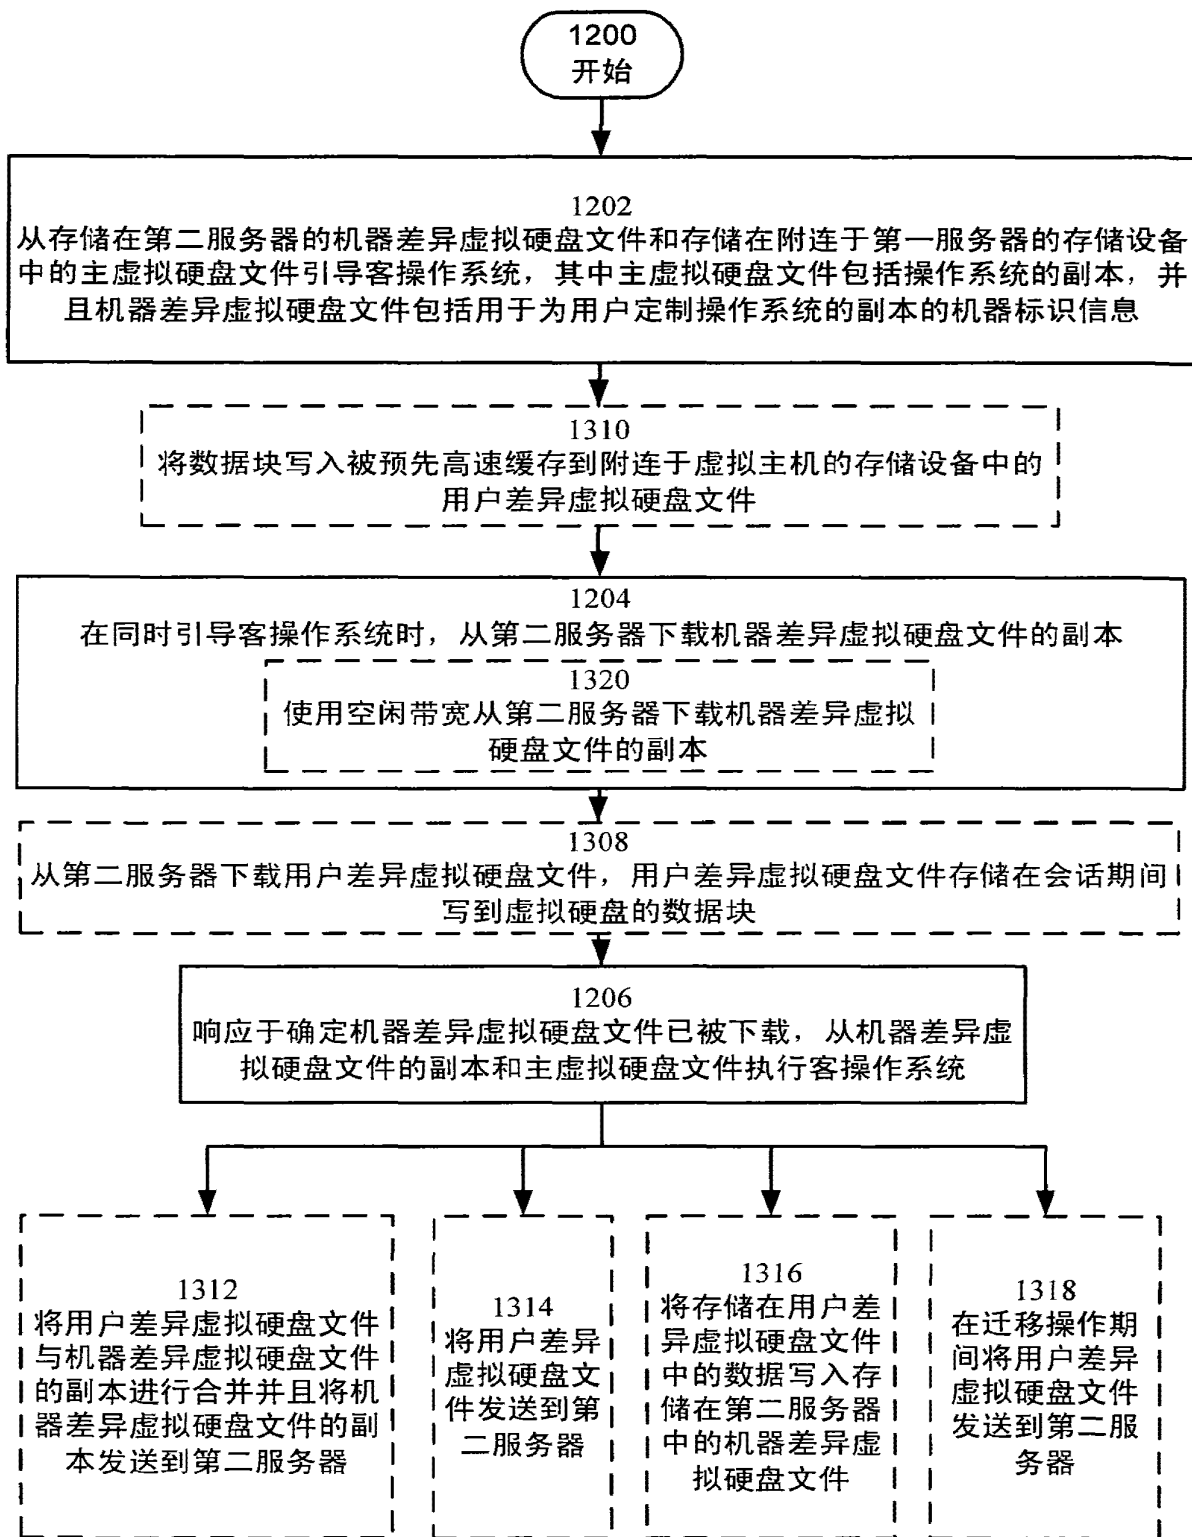 1200
开始
1202
从存储在第二服务器的机器差异虚拟硬盘文件和存储在附连于第一服务器的存储设备
中的主虚拟硬盘文件引导客操作系统，其中主虚拟硬盘文件包括操作系统的副本，并
且机器差异虚拟硬盘文件包括用于为用户定制操作系统的副本的机器标识信息
1310
将数据块写入被预先高速缓存到附连于虚拟主机的存储设备中的
用户差异虚拟硬盘文件
1204
在同时引导客操作系统时，从第二服务器下载机器差异虚拟硬盘文件的副本
1320
使用空闲带宽从第二服务器下载机器差异虚拟
硬盘文件的副本
1308
从第二服务器下载用户差异虚拟硬盘文件，用户差异虚拟硬盘文件存储在会话期间
写到虚拟硬盘的数据块
1206
响应于确定机器差异虚拟硬盘文件已被下载，从机器差异虚
拟硬盘文件的副本和主虚拟硬盘文件执行客操作系统
1312
将用户差异虚拟硬盘文件
与机器差异虚拟硬盘文件
的副本进行合并并且将机
器差异虚拟硬盘文件的副
本发送到第二服务器
1314
将用户差异
虚拟硬盘文
件发送到第
二服务器
1316
将存储在用户差
异虚拟硬盘文件
中的数据写入存
储在第二服务器
中的机器差异虚
拟硬盘文件
1318
在迁移操作期
间将用户差异
虚拟硬盘文件
发送到第二服
务器